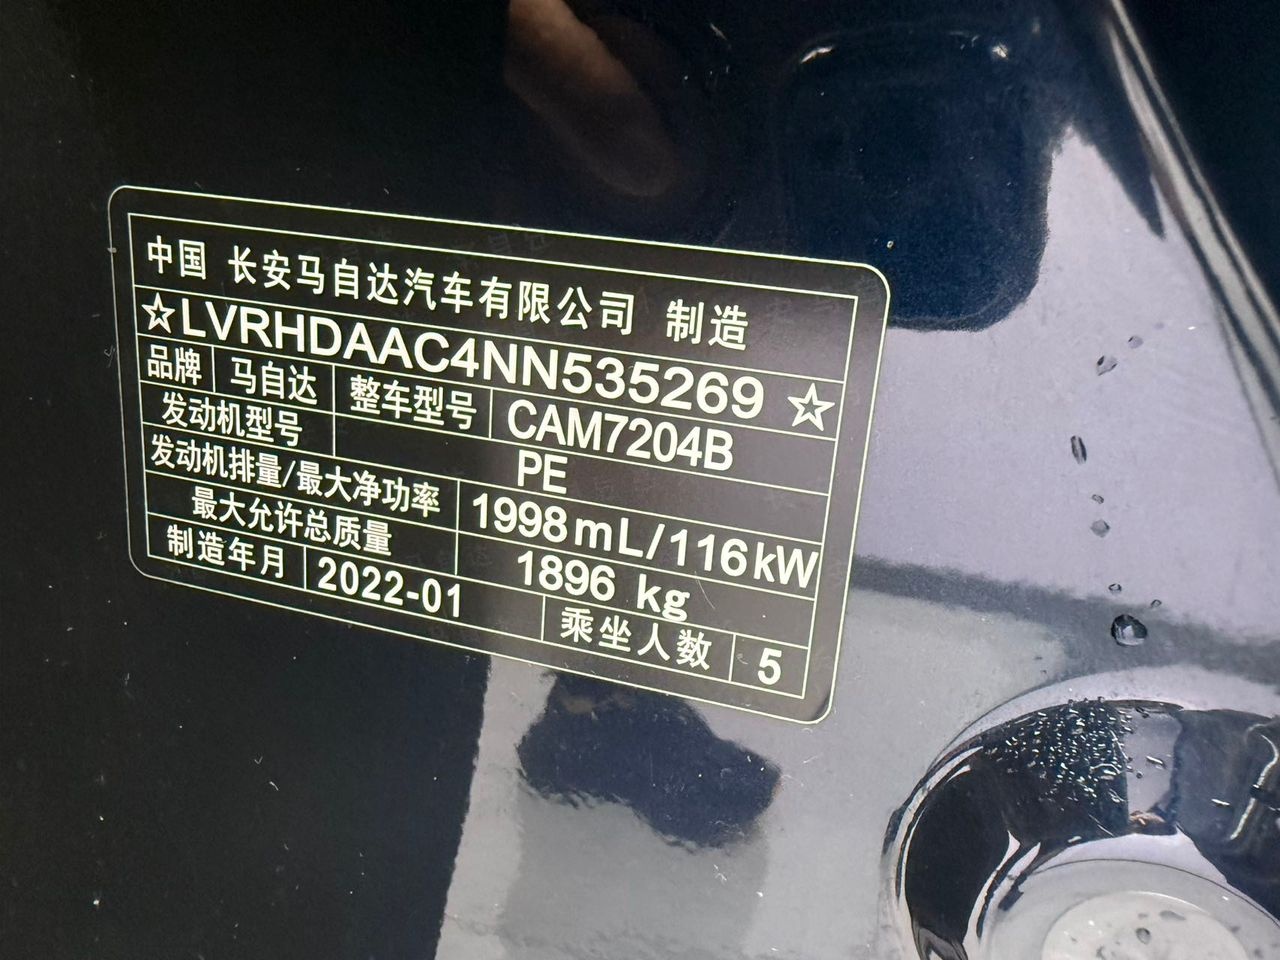 中国 长安马自达汽车有限公司 制造
☆LVRHDAAC4NN535269☆
品牌 马自达 整车型号 CAM7204B
发动机型号 PE
发动机排量/最大净功率 1998mL/116kW
最大允许总质量 1896 kg
制造年月 2022-01 乘坐人数 5